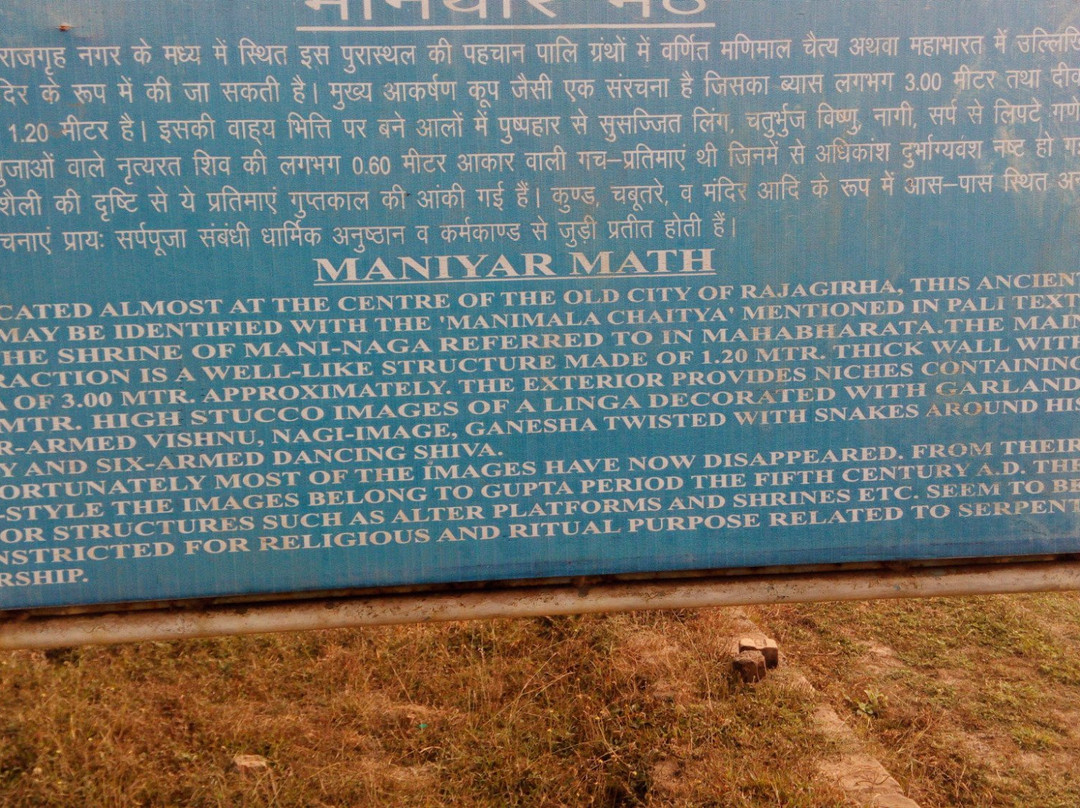 मनियार मठ
राजगृह नगर के मध्य में स्थित इस पुरास्थल की पहचान पालि ग्रंथों में वर्णित मणिमाल चैत्य अथवा महाभारत में
के रूप में की जा सकती है। मुख्य आकर्षण कूप जैसी एक संरचना है जिसका ब्यास लगभग 3.00 मीटर तथा
1.20 मीटर है। इसकी वाह्य भित्ति पर बने आलों में पुष्पहार से सुसज्जित लिंग, चतुर्भुज विष्णु, नागी, सर्प से लिपटे
वाले नृत्यरत शिव की लगभग 0.60 मीटर आकार वाली गच–प्रतिमाएं थी जिनमें से अधिकांश दुर्भाग्यवश नष्ट हो
शैली की दृष्टि से ये प्रतिमाएं गुप्तकाल की आंकी गई हैं। कुण्ड, चबूतरे, व मंदिर आदि के रूप में आस–पास स्थित
प्रायः सर्पपूजा संबंधी धार्मिक अनुष्ठान व कर्मकाण्ड से जुड़ी प्रतीत होती हैं।
MANIYAR MATH
CATED ALMOST AT THE CENTRE OF THE OLD CITY OF RAJAGIRHA, THIS ANCIENT
MAY BE IDENTIFIED WITH THE 'MANIMALA CHAITYA' MENTIONED IN PALI TEXT
HE SHRINE OF MANI-NAGA REFERRED TO IN MAHABHARATA.THE MAIN
RACTION IS A WELL-LIKE STRUCTURE MADE OF 1.20 MTR. THICK WALL WITH
A OF 3.00 MTR. APPROXIMATELY. THE EXTERIOR PROVIDES NICHES CONTAINING
MTR. HIGH STUCCO IMAGES OF A LINGA DECORATED WITH GARLAND
R-ARMED VISHNU, NAGI-IMAGE, GANESHA TWISTED WITH SNAKES AROUND HIS
Y AND SIX-ARMED DANCING SHIVA.
ORTUNATELY MOST OF THE IMAGES HAVE NOW DISAPPEARED. FROM THEIR
-STYLE THE IMAGES BELONG TO GUPTA PERIOD THE FIFTH CENTURY A.D. THE
OR STRUCTURES SUCH AS ALTER PLATFORMS AND SHRINES ETC. SEEM TO BE
NSTRICTED FOR RELIGIOUS AND RITUAL PURPOSE RELATED TO SERPENT
RSHIP.